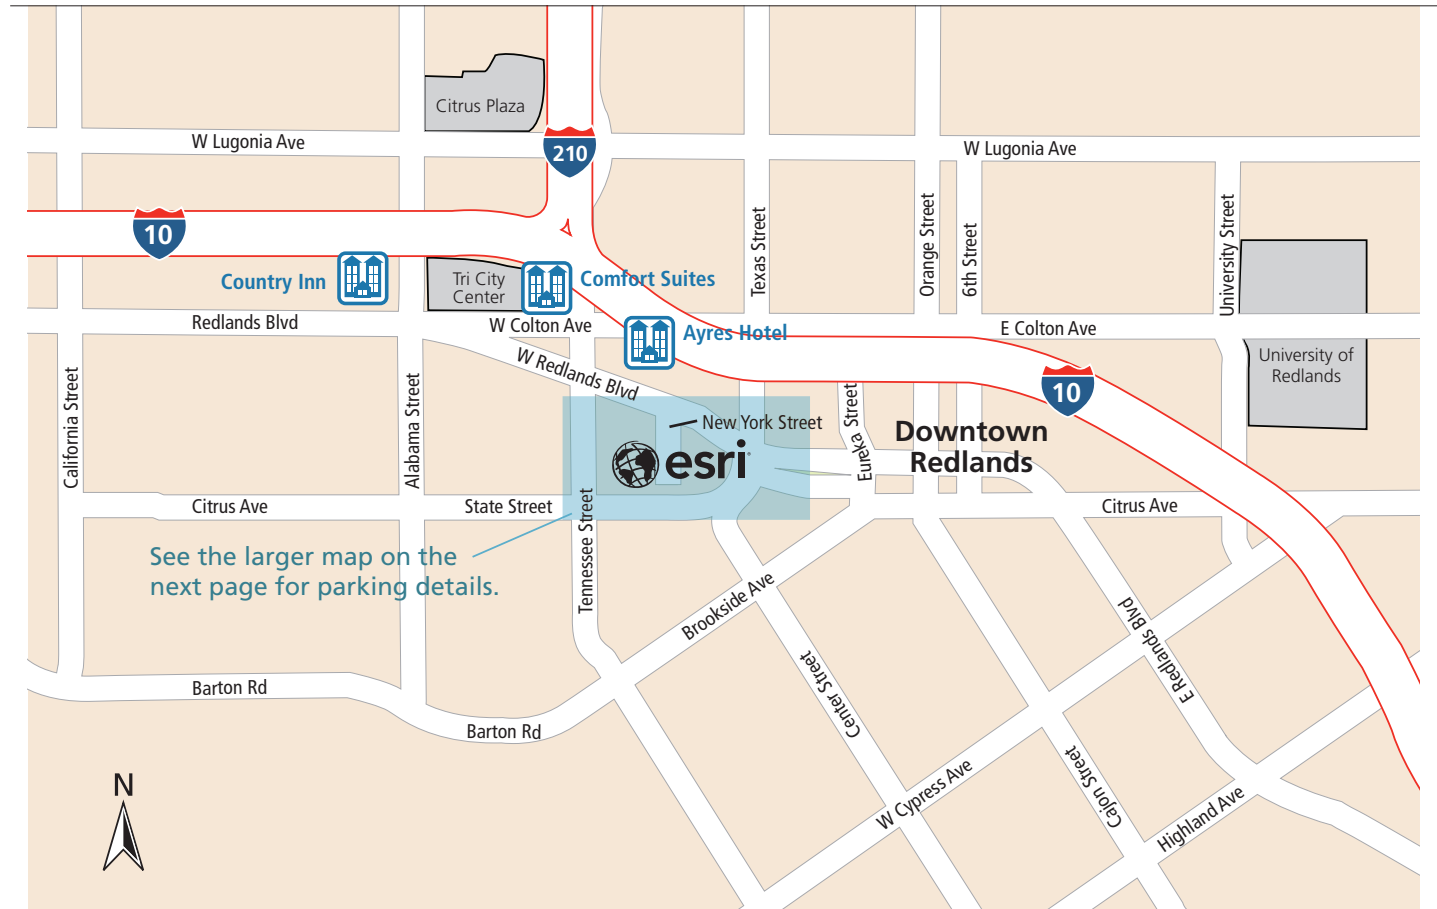 Citrus Plaza
W Lugonia Ave
210
W Lugonia Ave
10
Texas Street
Orange Street
6th Street
University Street
Country Inn
Tri City
Center
Comfort Suites
Redlands Blvd
W Colton Ave
Ayres Hotel
E Colton Ave
University of
Redlands
W Redlands Blvd
10
California Street
Alabama Street
New York Street
Eureka Street
Downtown
Redlands
esri
Citrus Ave
State Street
Tennessee Street
Citrus Ave
See the larger map on the
next page for parking details.
Brookside Ave
Center Street
E Redlands Blvd
Barton Rd
Barton Rd
W Cypress Ave
Cajon Street
Highland Ave
N